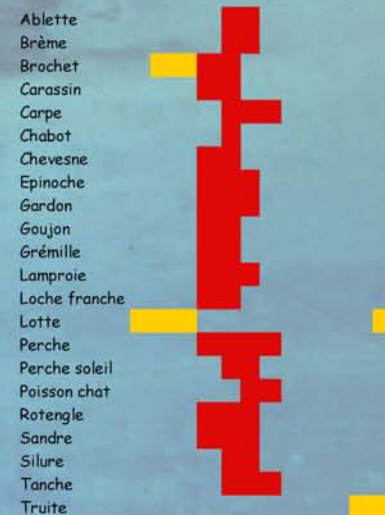 Ablette
Brème
Brochet
Carassin
Carpe
Chabot
Chevesne
Epinoche
Gardon
Goujon
Grémille
Lamproie
Loche franche
Lotte
Perche
Perche soleil
Poisson chat
Rotengle
Sandre
Silure
Tanche
Truite